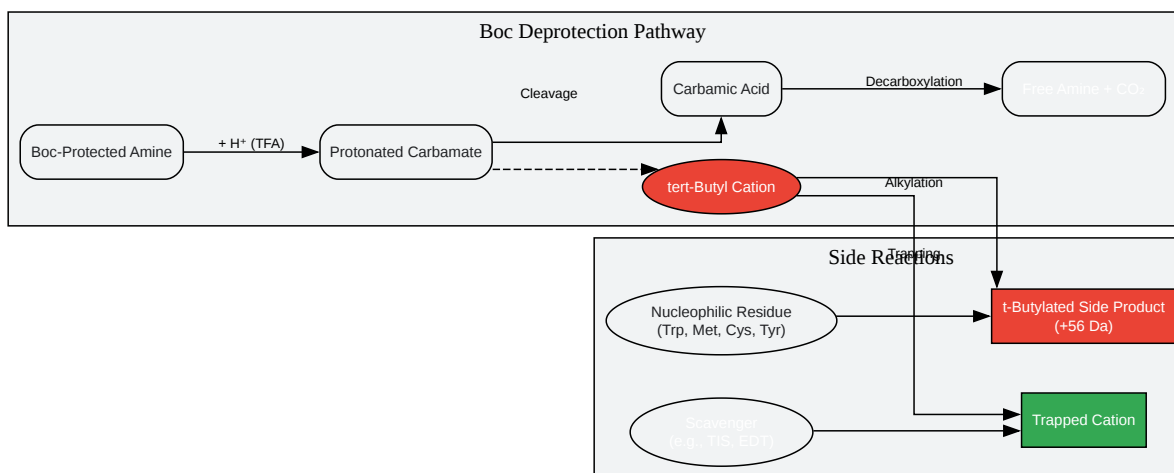 Boc Deprotection Pathway
Boc-Protected Amine
+ H⁺ (TFA)
Protonated Carbamate
Cleavage
Carbamic Acid
Decarboxylation
Free Amine + CO₂
tert-Butyl Cation
Alkylation
Trapping
Side Reactions
Nucleophilic Residue
(Trp, Met, Cys, Tyr)
t-Butylated Side Product
(+56 Da)
Scavenger
(e.g., TIS, EDT)
Trapped Cation